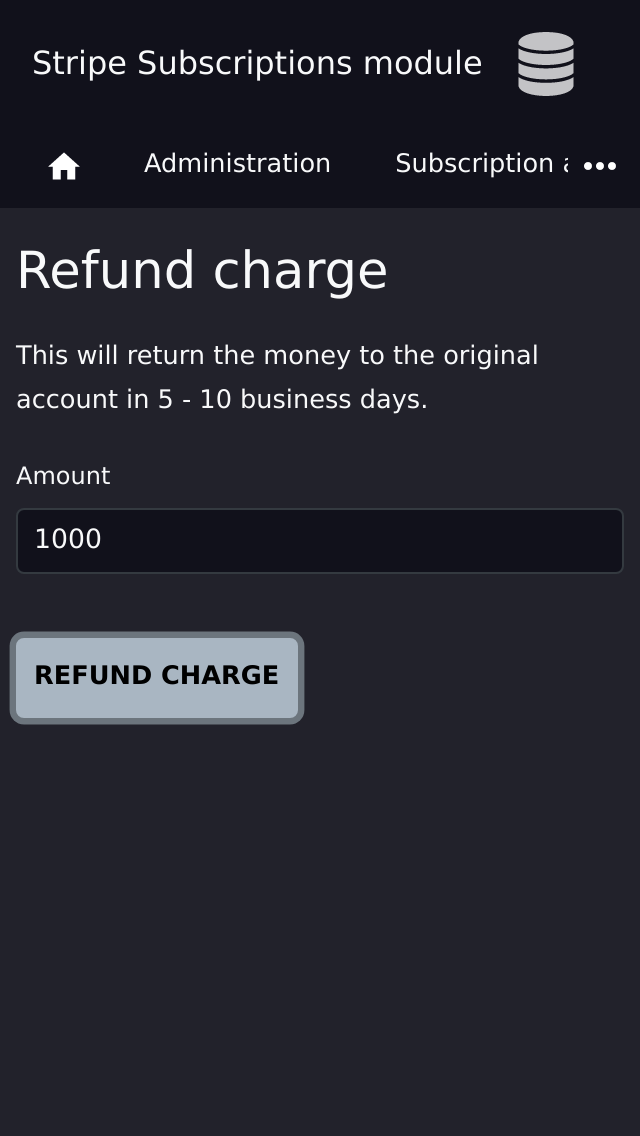 Stripe Subscriptions module
Administration
Subscription
Refund charge
This will return the money to the original
account in 5 - 10 business days.
Amount
1000
REFUND CHARGE